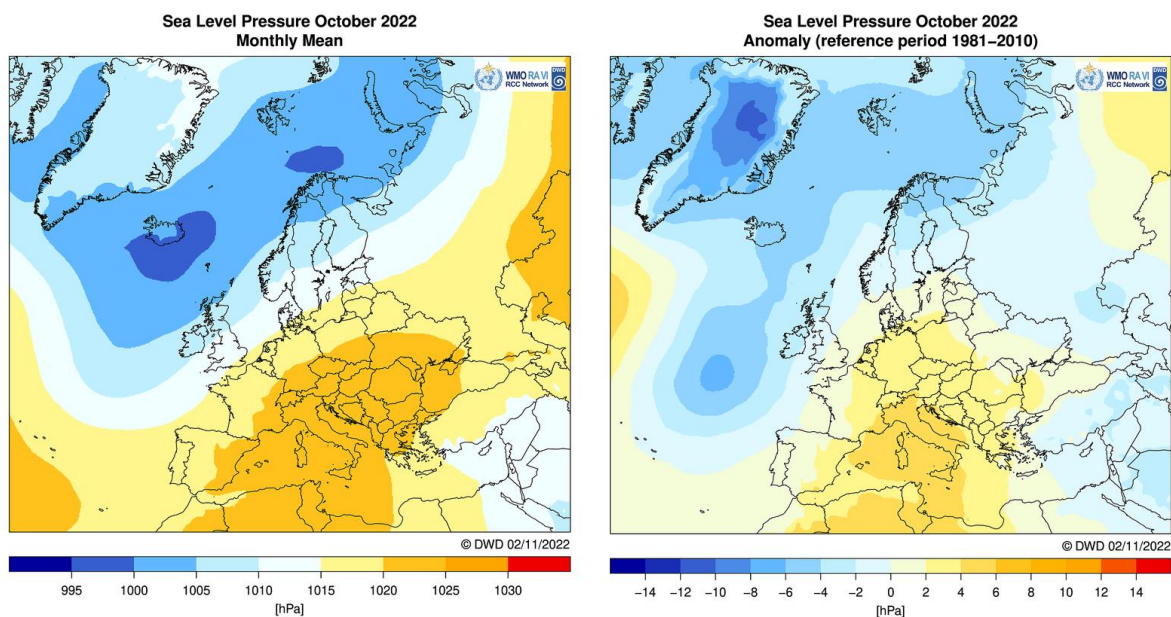 Sea Level Pressure October 2022
Monthly Mean
WMO RA VI
RCC Network
DWD
© DWD 02/11/2022
995 1000 1005 1010 1015 1020 1025 1030
[hPa]
Sea Level Pressure October 2022
Anomaly (reference period 1981−2010)
WMO RA VI
RCC Network
DWD
© DWD 02/11/2022
−14 −12 −10 −8 −6 −4 −2 0 2 4 6 8 10 12 14
[hPa]